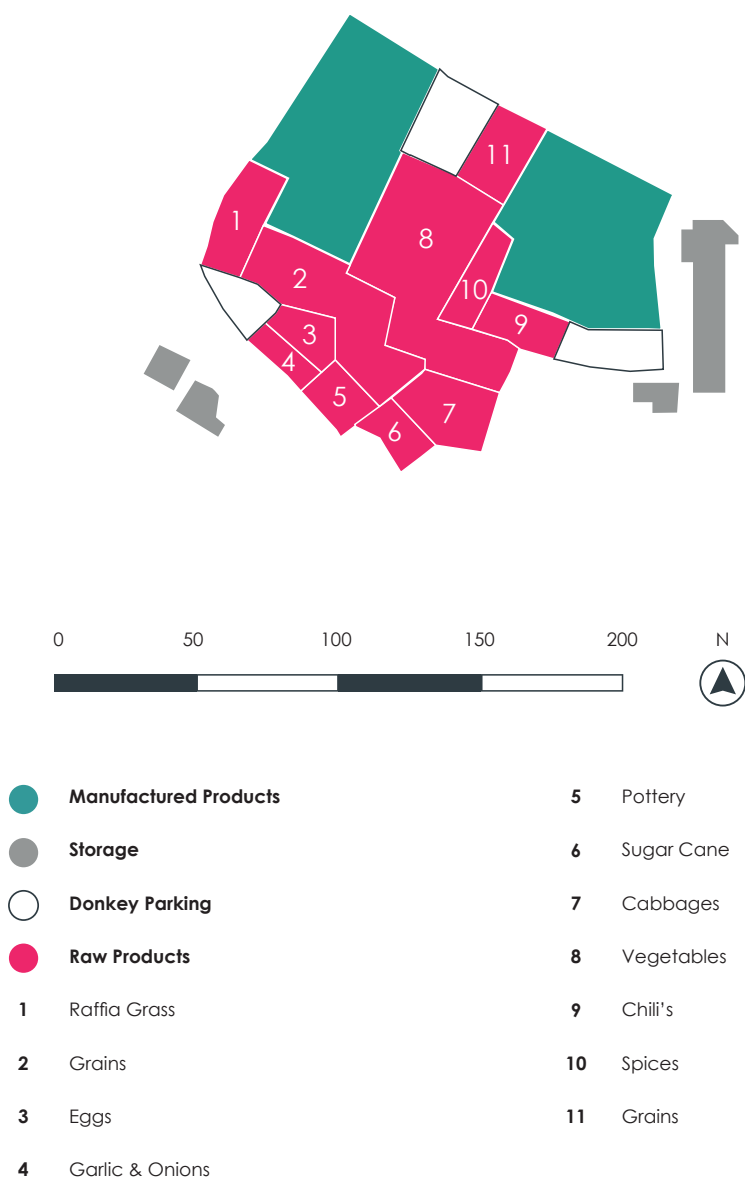 11
1
8
2
10
9
3
4
5
7
6
0 50 100 150 200 N
Manufactured Products
Storage
Donkey Parking
Raw Products
1 Raffia Grass
2 Grains
3 Eggs
4 Garlic & Onions
5 Pottery
6 Sugar Cane
7 Cabbages
8 Vegetables
9 Chili's
10 Spices
11 Grains